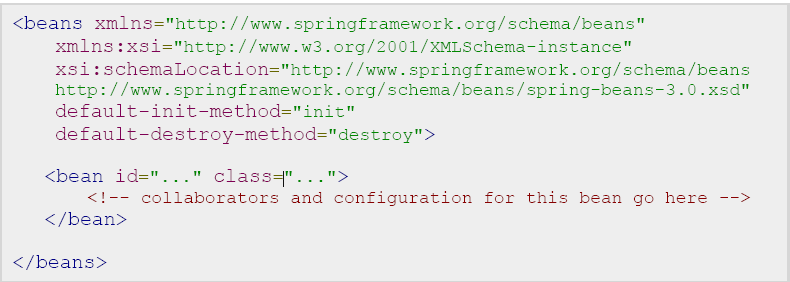 <beans xmlns="http://www.springframework.org/schema/beans"
xmlns:xsi="http://www.w3.org/2001/XMLSchema-instance"
xsi:schemaLocation="http://www.springframework.org/schema/beans
http://www.springframework.org/schema/beans/spring-beans-3.0.xsd"
default-init-method="init"
default-destroy-method="destroy">
<bean id="..." class="...">
<!-- collaborators and configuration for this bean go here -->
</bean>
</beans>